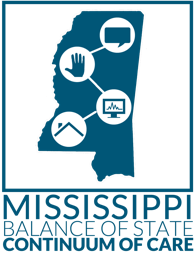 MISSISSIPPI
BALANCE OF STATE
CONTINUUM OF CARE